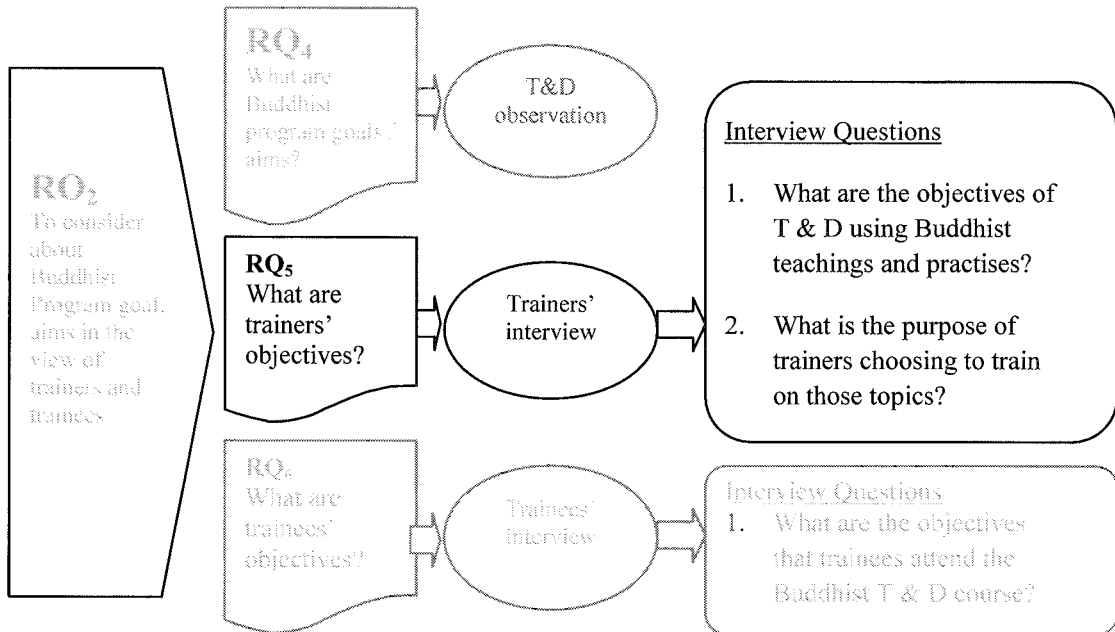 RO₂
To consider
about
Buddhist
Program goal,
aims in the
view of
trainers and
trainees
RQ₄
What are
Buddhist
program goals /
aims?
T&D
observation
RQ₅
What are
trainers'
objectives?
Trainers'
interview
Interview Questions
1. What are the objectives of
T & D using Buddhist
teachings and practises?
2. What is the purpose of
trainers choosing to train
on those topics?
RQ₆
What are
trainees'
objectives?
Trainees'
interview
Interview Questions
1. What are the objectives
that trainees attend the
Buddhist T & D course?